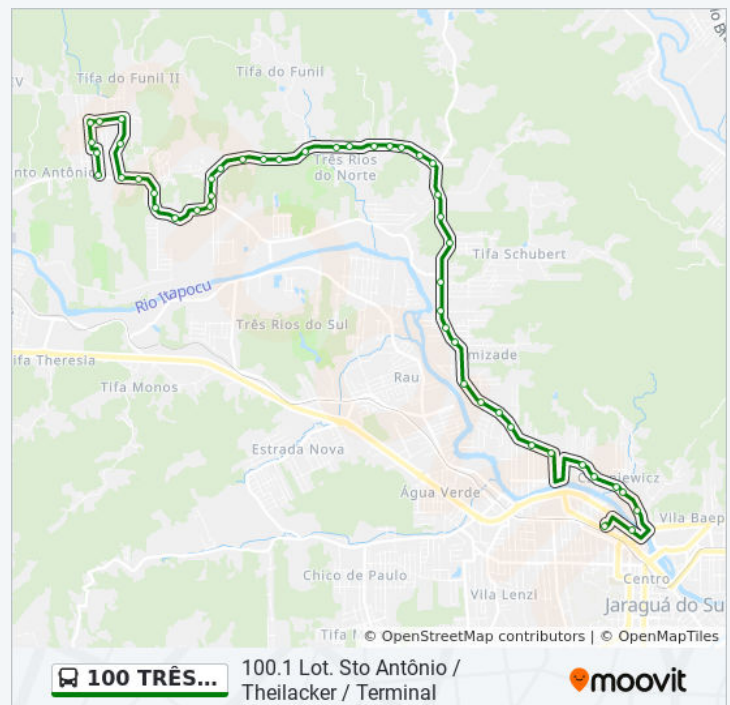 Tifa do Funil II
Tifa do Funil
Três Rios
do Norte
nto Antônio
Tifa Schubert
Rio Itapocu
Três Rios do Sul
mizade
ifa Theresia
Tifa Monos
Rau
Estrada Nova
Água Verde
Vila Baep
Chico de Paulo
Centro
Vila Lenzi
Jaraguá do Su
Tifa
© OpenStreetMap contributors | © OpenMapTiles
100 TRÊS...
100.1 Lot. Sto Antônio /
Theilacker / Terminal
moovit